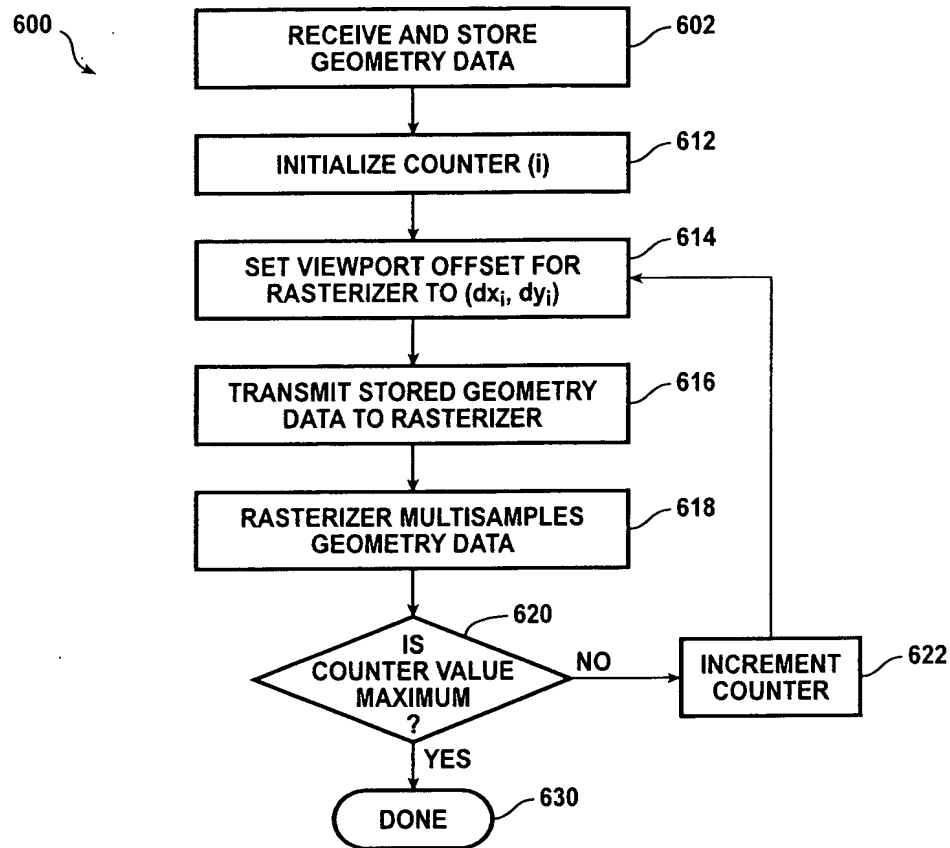 600
RECEIVE AND STORE
GEOMETRY DATA
602
INITIALIZE COUNTER (i)
612
SET VIEWPORT OFFSET FOR
RASTERIZER TO (dxi, dyi)
614
TRANSMIT STORED GEOMETRY
DATA TO RASTERIZER
616
RASTERIZER MULTISAMPLES
GEOMETRY DATA
618
IS
COUNTER VALUE
MAXIMUM
?
620
NO
INCREMENT
COUNTER
622
YES
DONE
630